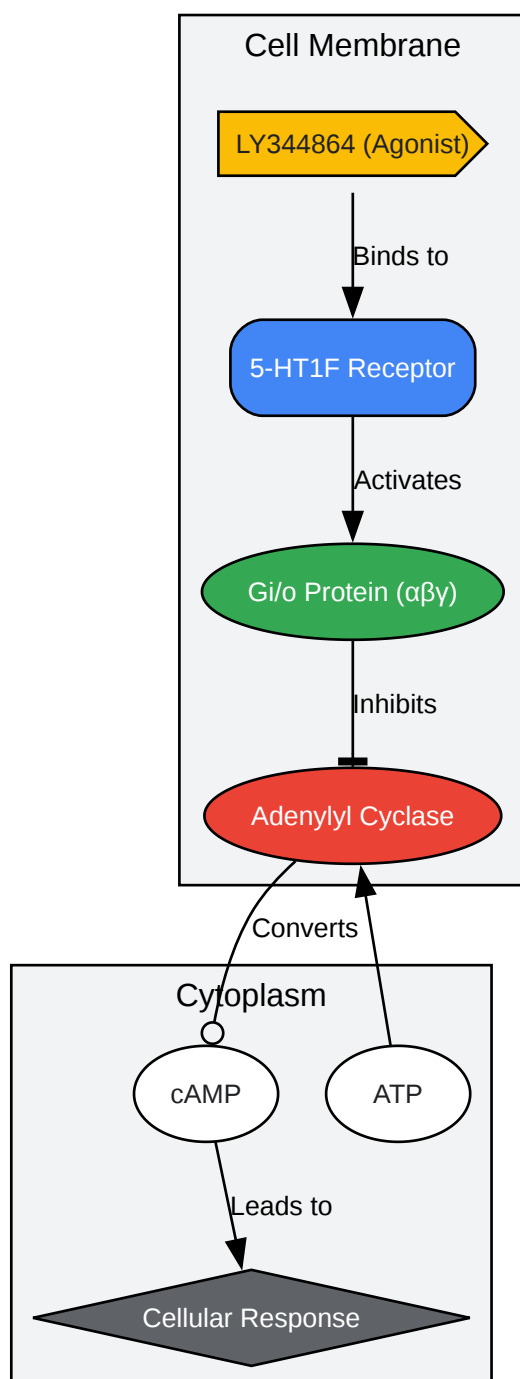 Cell Membrane
LY344864 (Agonist)
Binds to
5-HT1F Receptor
Activates
Gi/o Protein (αβγ)
Inhibits
Adenylyl Cyclase
Converts
Cytoplasm
cAMP
ATP
Leads to
Cellular Response